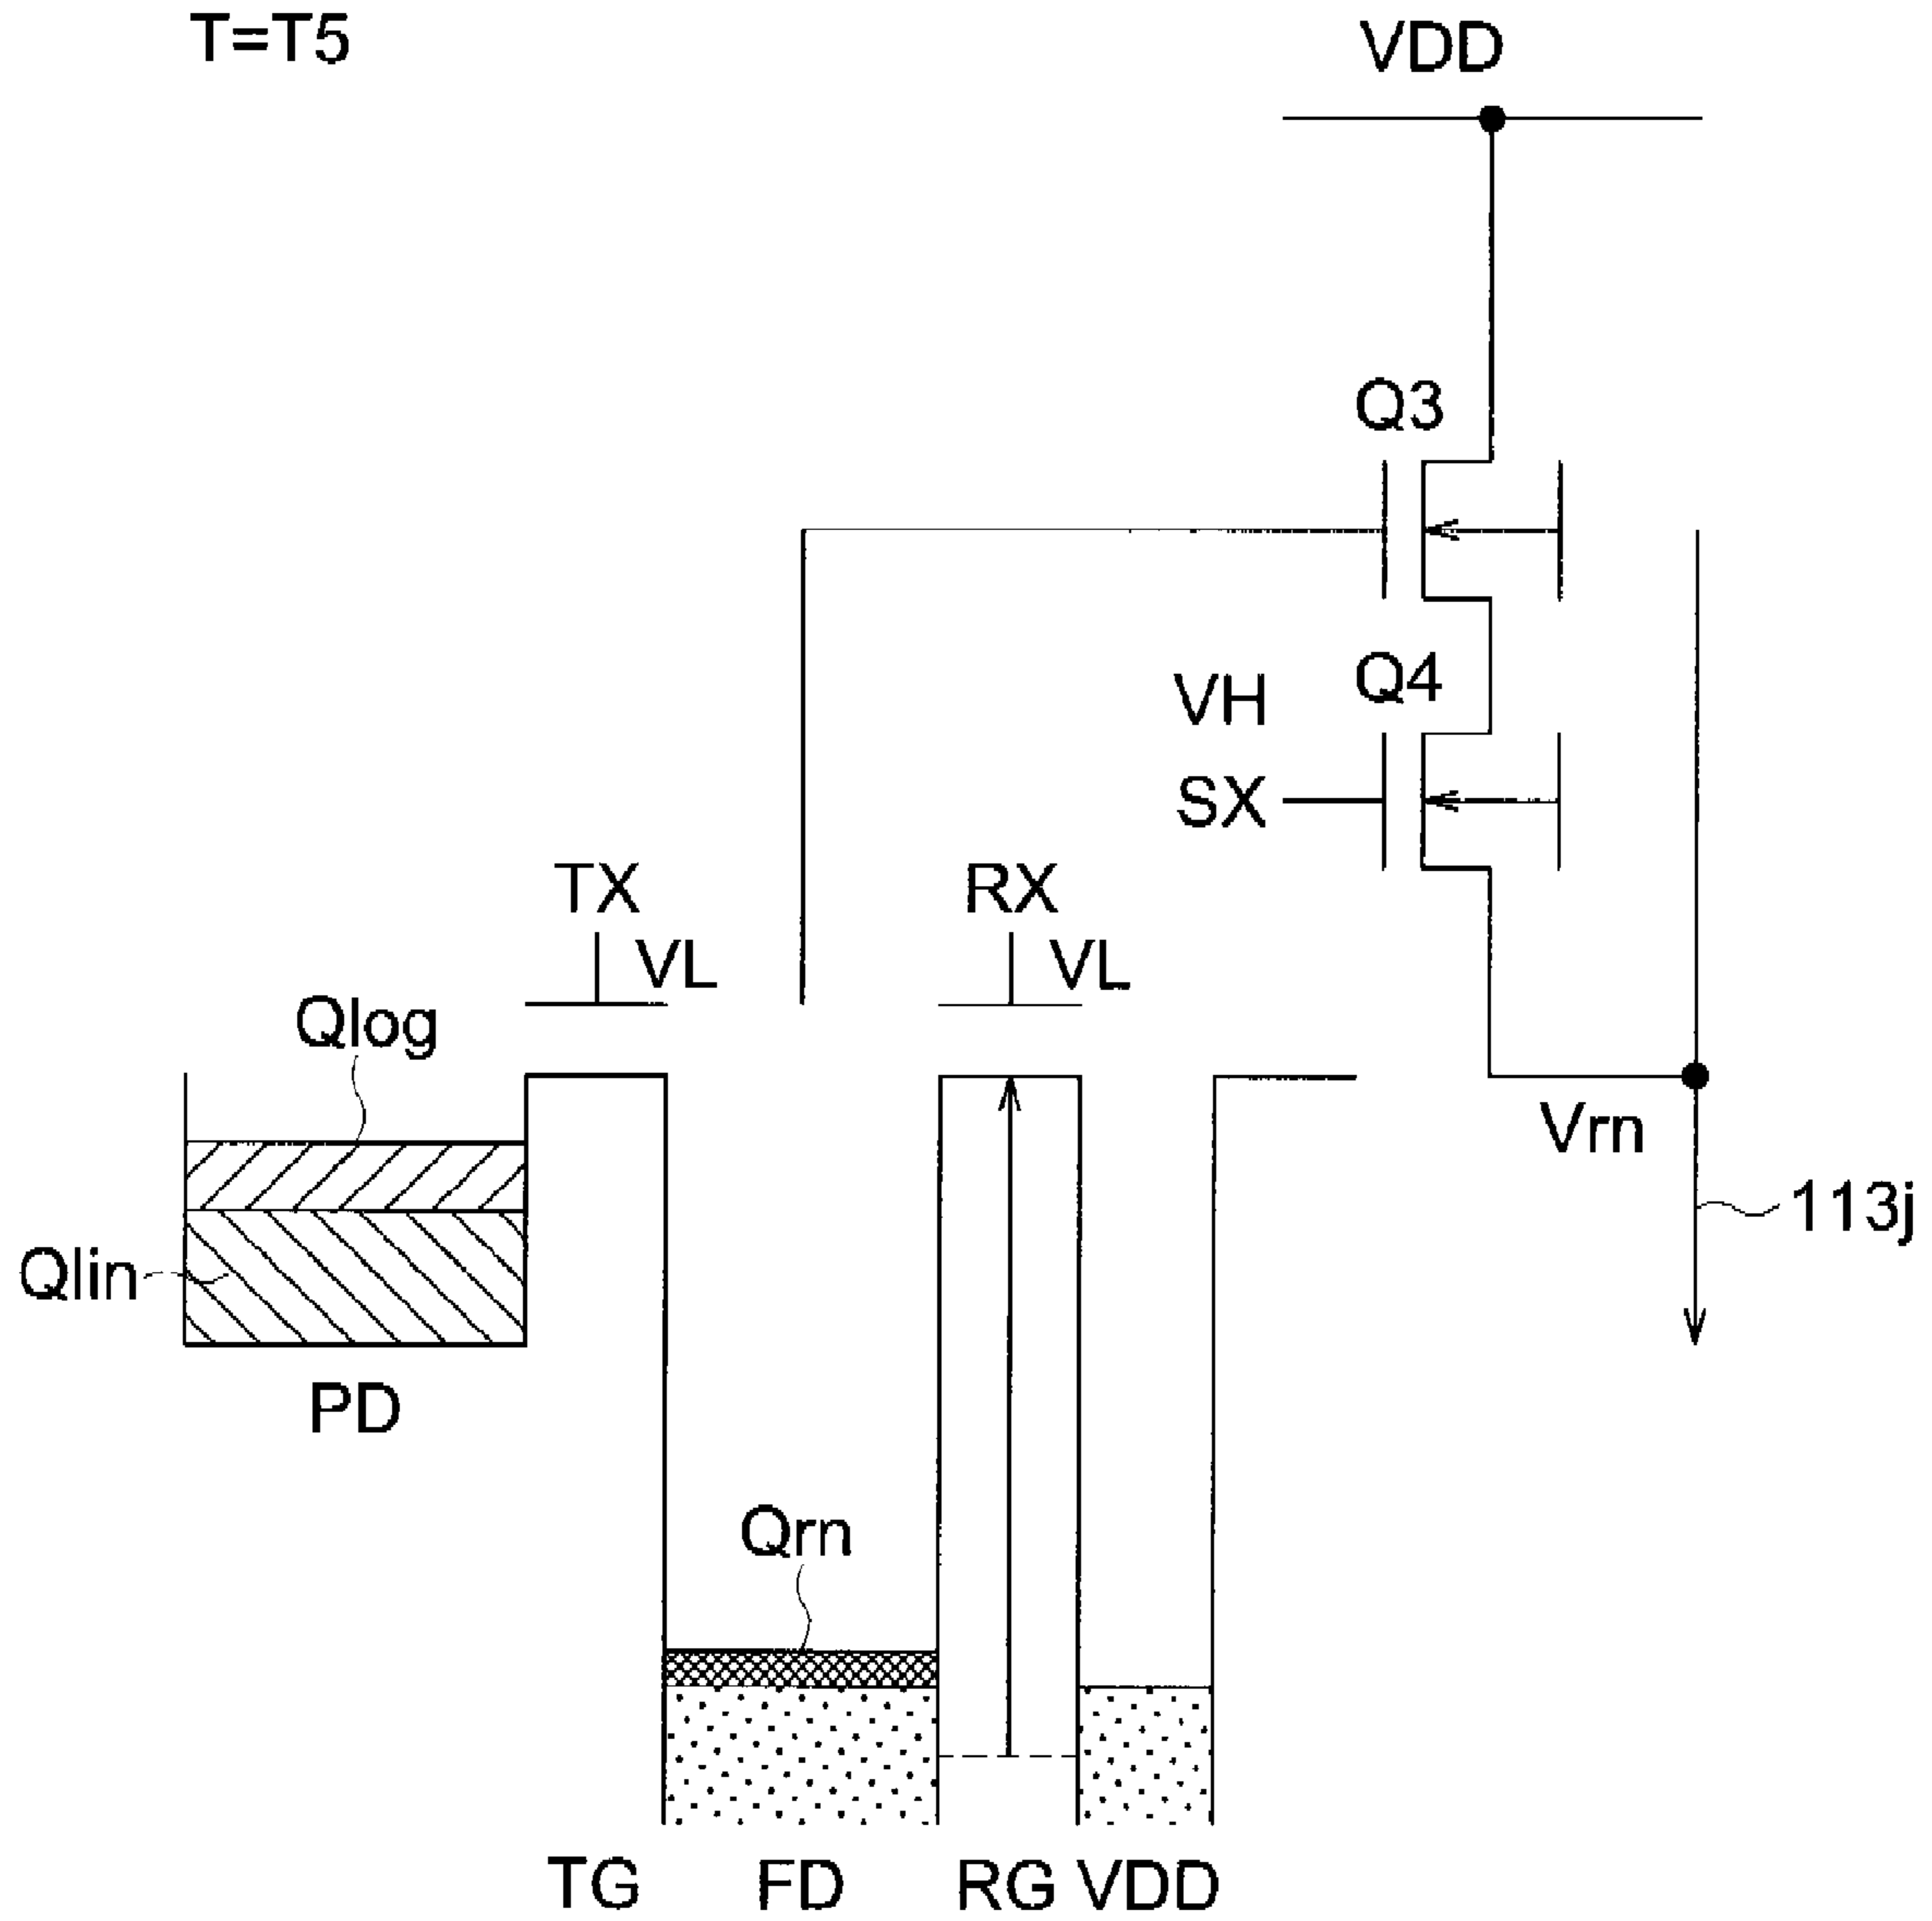 T=T5
VDD
Q3
Q4
VH
SX
TX
RX
VL
VL
Qlog
Vrn
113j
Qlin
PD
Qrn
TG
FD
RG
VDD